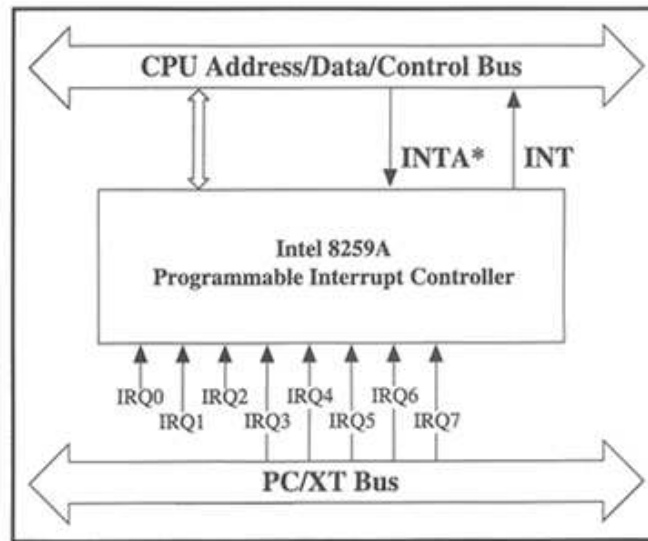 CPU Address/Data/Control Bus
INTA*
INT
Intel 8259A
Programmable Interrupt Controller
IRQ0
IRQ2
IRQ4
IRQ6
IRQ1
IRQ3
IRQ5
IRQ7
PC/XT Bus